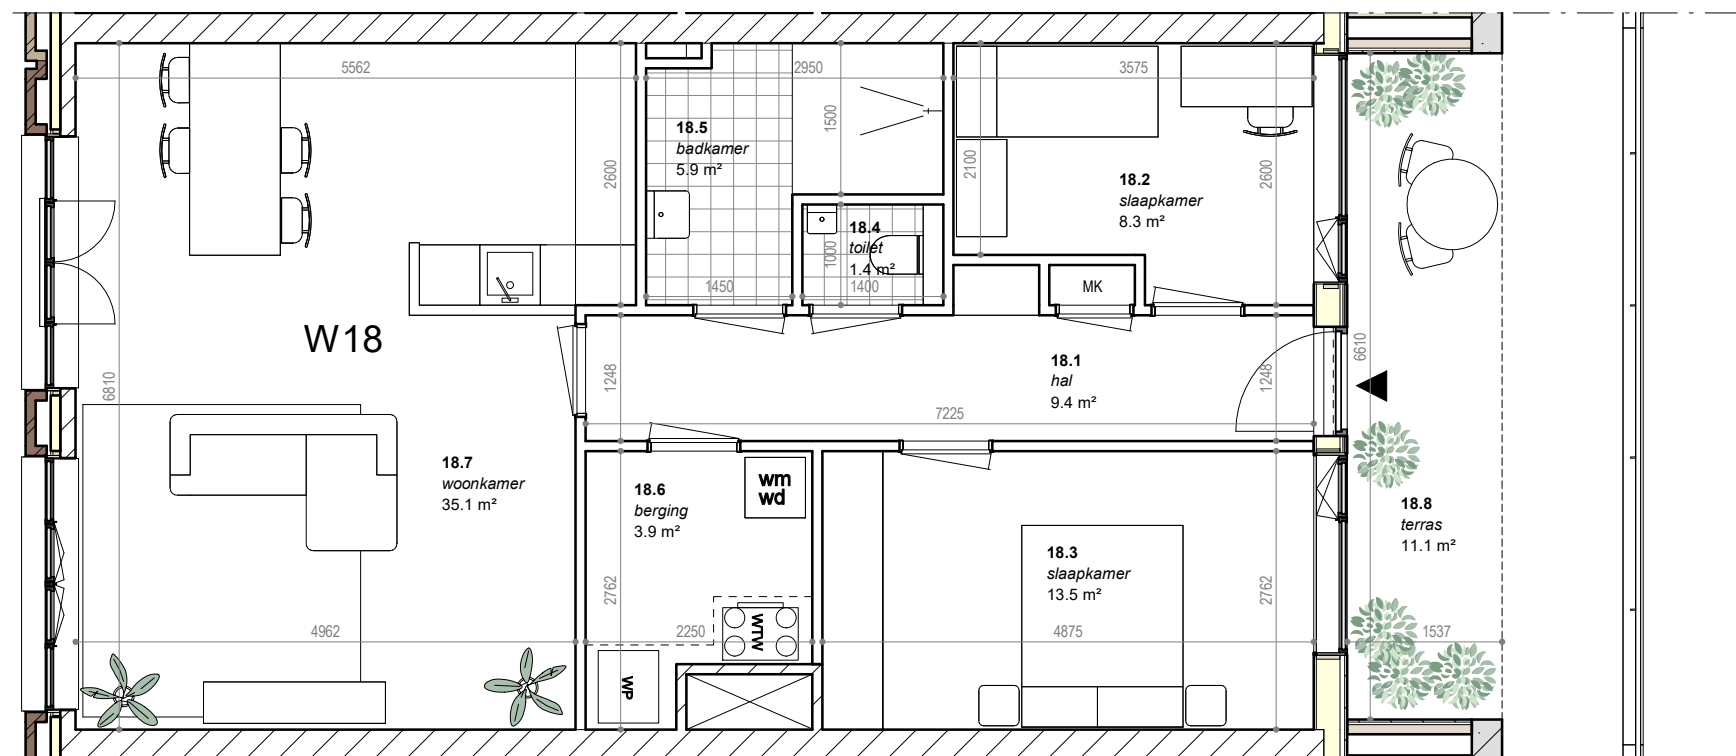 5562
2950
3575
1500
18.5
badkamer
5.9 m²
2600
2100
2600
18.2
slaapkamer
8.3 m²
18.4
toilet
1.4 m²
1000
1450
1400
MK
W18
6810
1248
18.1
hal
9.4 m²
1248
6610
7225
18.7
woonkamer
35.1 m²
18.6
berging
3.9 m²
wm
wd
18.8
terras
11.1 m²
18.3
slaapkamer
13.5 m²
2762
2762
4962
2250
WTW
4875
1537
WP